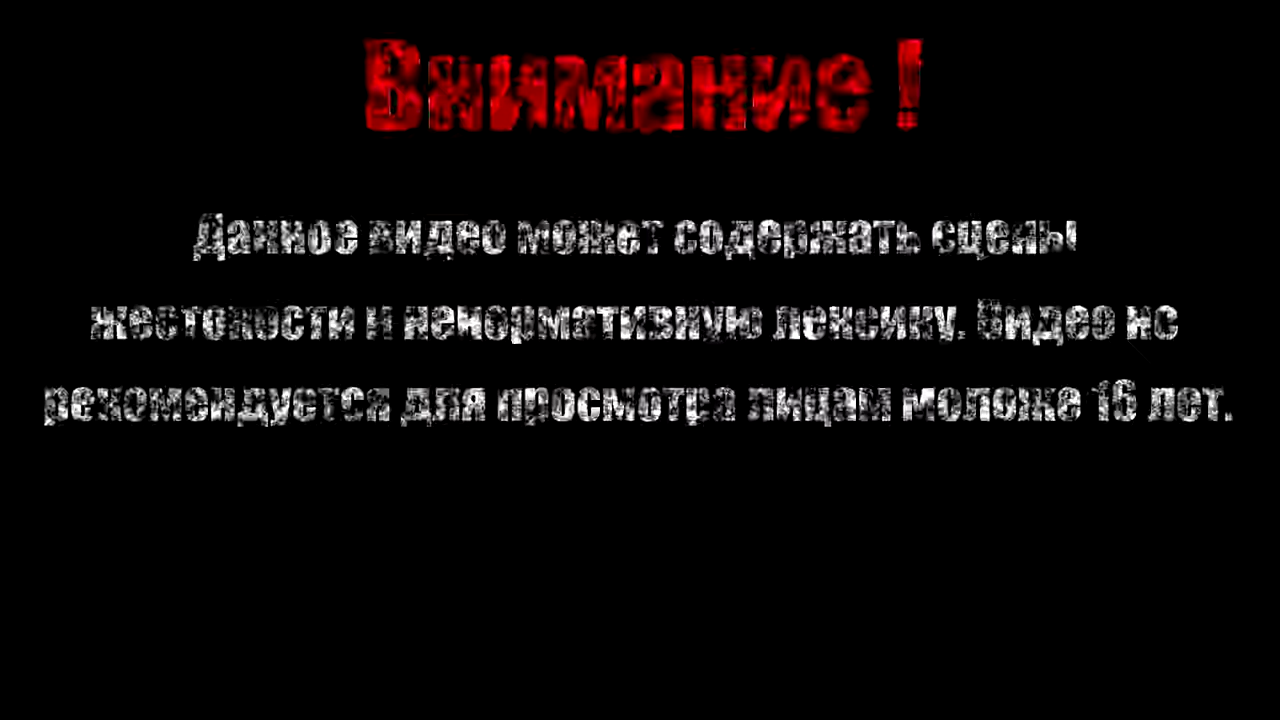 Внимание !
Данное видео может содержать сцены
жестокости и ненормативную лексику. Видео не
рекомендуется для просмотра лицам моложе 16 лет.